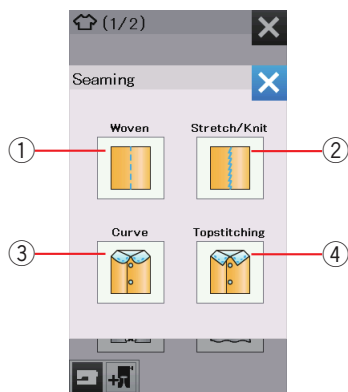 (1/2)
Seaming
Woven
Stretch/Knit
1
2
Curve
Topstitching
3
4